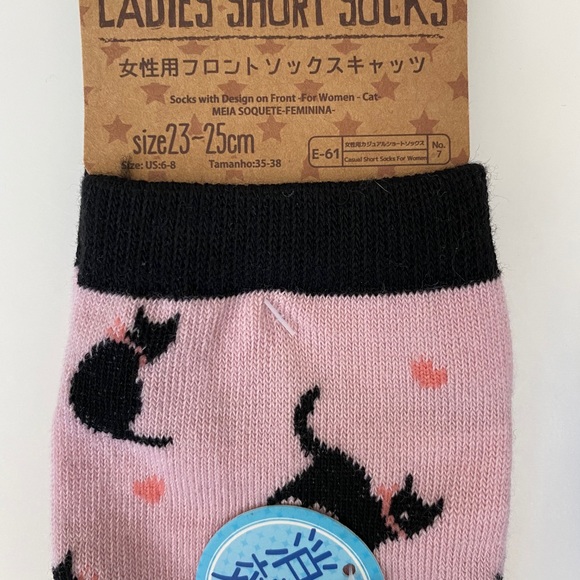 LADIES SHORT SOCKS
女性用フロントソックスキャッツ
Socks with Design on Front -For Women - Cat-
MEIA SOQUETE-FEMININA-
size23~25cm
Size: US:6-8 Tamanho:35-38
E-61
女性用カジュアルショートソックス
Casual Short Socks For Women
No.
7
消